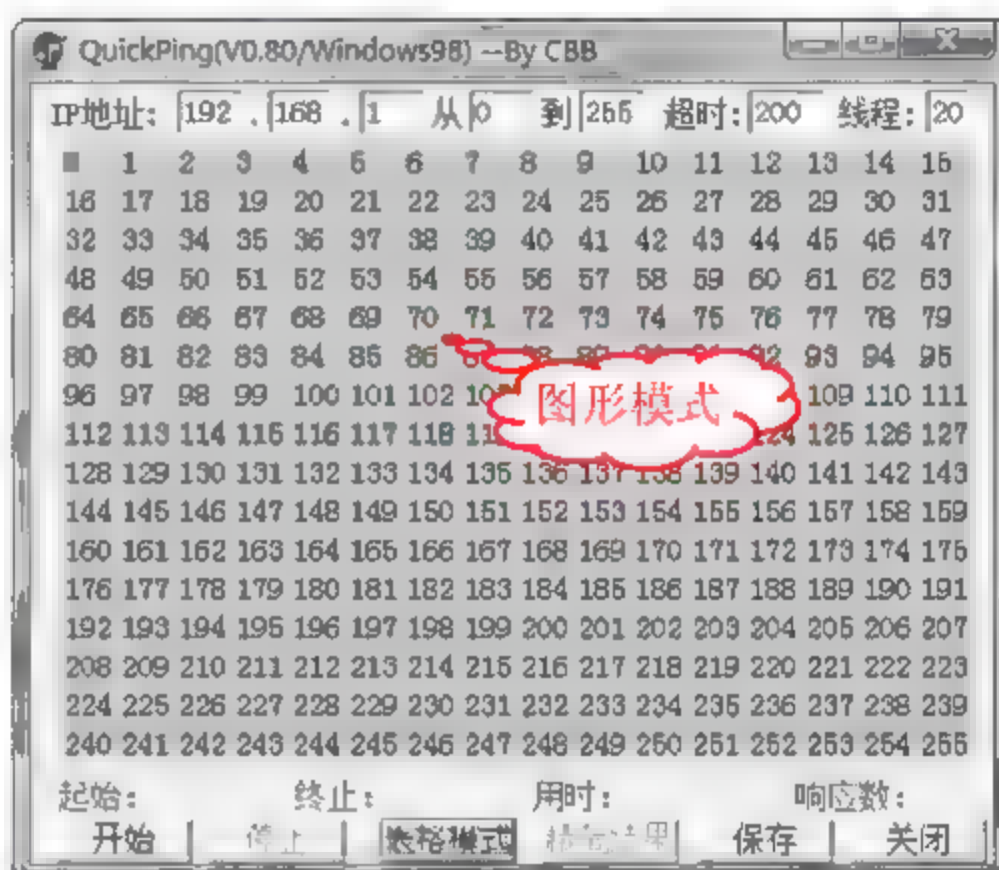 QuickPing(V0.80/Windows98) --By CBB
IP地址: 192 . 168 . 1 从 0 到 255 超时: 200 线程: 20
1 2 3 4 5 6 7 8 9 10 11 12 13 14 15
16 17 18 19 20 21 22 23 24 25 26 27 28 29 30 31
32 33 34 35 36 37 38 39 40 41 42 43 44 45 46 47
48 49 50 51 52 53 54 55 56 57 58 59 60 61 62 63
64 65 66 67 68 69 70 71 72 73 74 75 76 77 78 79
80 81 82 83 84 85 86 92 93 94 95
96 97 98 99 100 101 102 109 110 111
图形模式
112 113 114 115 116 117 118 124 125 126 127
128 129 130 131 132 133 134 135 136 137 138 139 140 141 142 143
144 145 146 147 148 149 150 151 152 153 154 155 156 157 158 159
160 161 162 163 164 165 166 167 168 169 170 171 172 173 174 175
176 177 178 179 180 181 182 183 184 185 186 187 188 189 190 191
192 193 194 195 196 197 198 199 200 201 202 203 204 205 206 207
208 209 210 211 212 213 214 215 216 217 218 219 220 221 222 223
224 225 226 227 228 229 230 231 232 233 234 235 236 237 238 239
240 241 242 243 244 245 246 247 248 249 250 251 252 253 254 255
起始: 终止: 用时: 响应数:
开始 停止 表格模式 保存 关闭